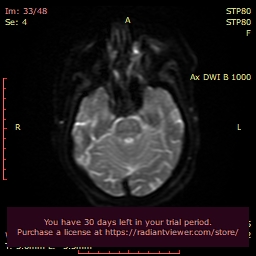 Im: 33/48
Se: 4
A
STP80
STP80
F
Ax DWI B 1000
R
L
You have 30 days left in your trial period.
Purchase a license at https://radiantviewer.com/store/